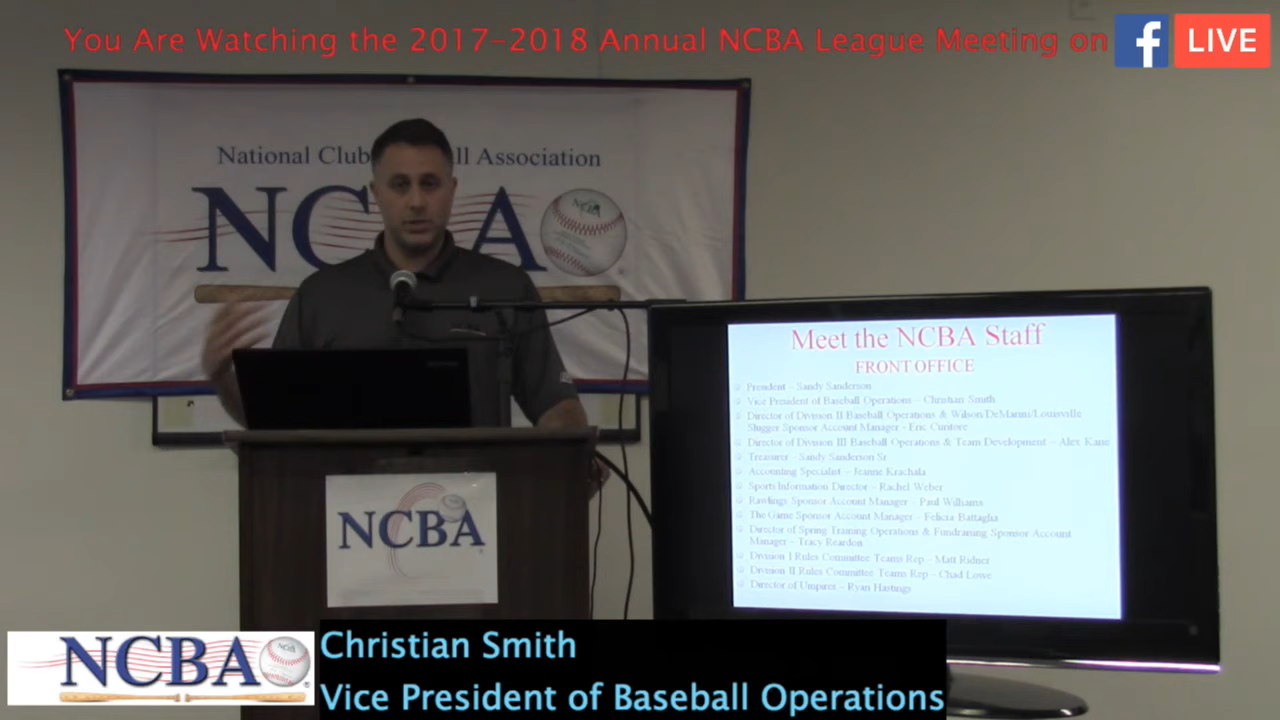 You Are Watching the 2017-2018 Annual NCBA League Meeting on f LIVE
National Club ll Association
NCBA
Meet the NCBA Staff
FRONT OFFICE
President – Sandy Sanderson
Vice President of Baseball Operations – Christian Smith
Director of Division II Baseball Operations & Wilson/DeMarini/Louisville
Slugger Sponsor Account Manager - Eric Cuntore
Director of Division III Baseball Operations & Team Development – Alex Kane
Treasurer – Sandy Sanderson Sr
Accounting Specialist – Jeanne Krachala
Sports Information Director – Rachel Weber
Rawlings Sponsor Account Manager – Paul Williams
The Game Sponsor Account Manager – Felicia Battaglia
Director of Spring Training Operations & Fundraising Sponsor Account
Manager – Tracy Reardon
Division I Rules Committee Teams Rep – Matt Ridner
Division II Rules Committee Teams Rep – Chad Lowe
Director of Umpires – Ryan Hastings
NCBA
NCBA
Christian Smith
Vice President of Baseball Operations